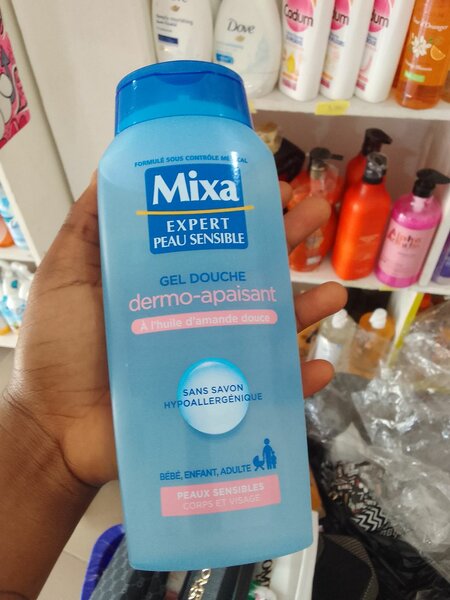 Dove
Cadum
Cadum
FORMULÉ SOUS CONTRÔLE MÉDICAL
Mixa
EXPERT
PEAU SENSIBLE
GEL DOUCHE
dermo-apaisant
À l'huile d'amande douce
SANS SAVON
HYPOALLERGÉNIQUE
BÉBÉ, ENFANT, ADULTE
PEAUX SENSIBLES
CORPS ET VISAGE